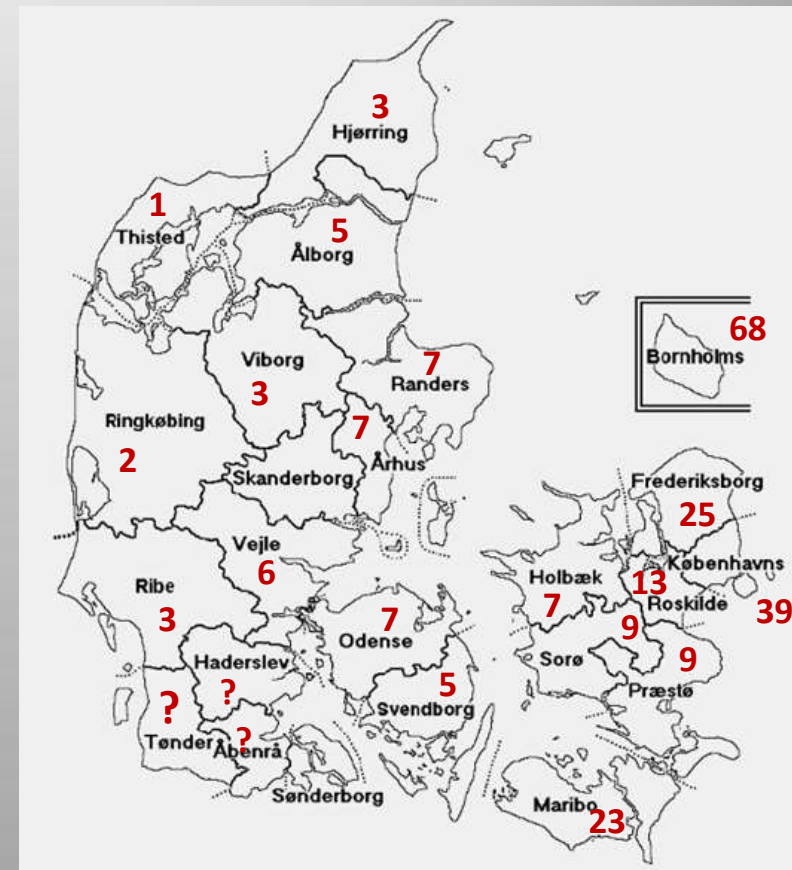 3
Hjørring
1
Thisted
5
Ålborg
68
Bornholms
Viborg
3
7
Randers
Ringkøbing
2
7
Århus
Skanderborg
Frederiksborg
25
Vejle
6
Københavns
39
Holbæk
7
13
Roskilde
Ribe
3
7
Odense
9
Sorø
9
Præstø
Haderslev
?
5
Svendborg
?
Tønder
?
Åbenrå
Sønderborg
Maribo
23